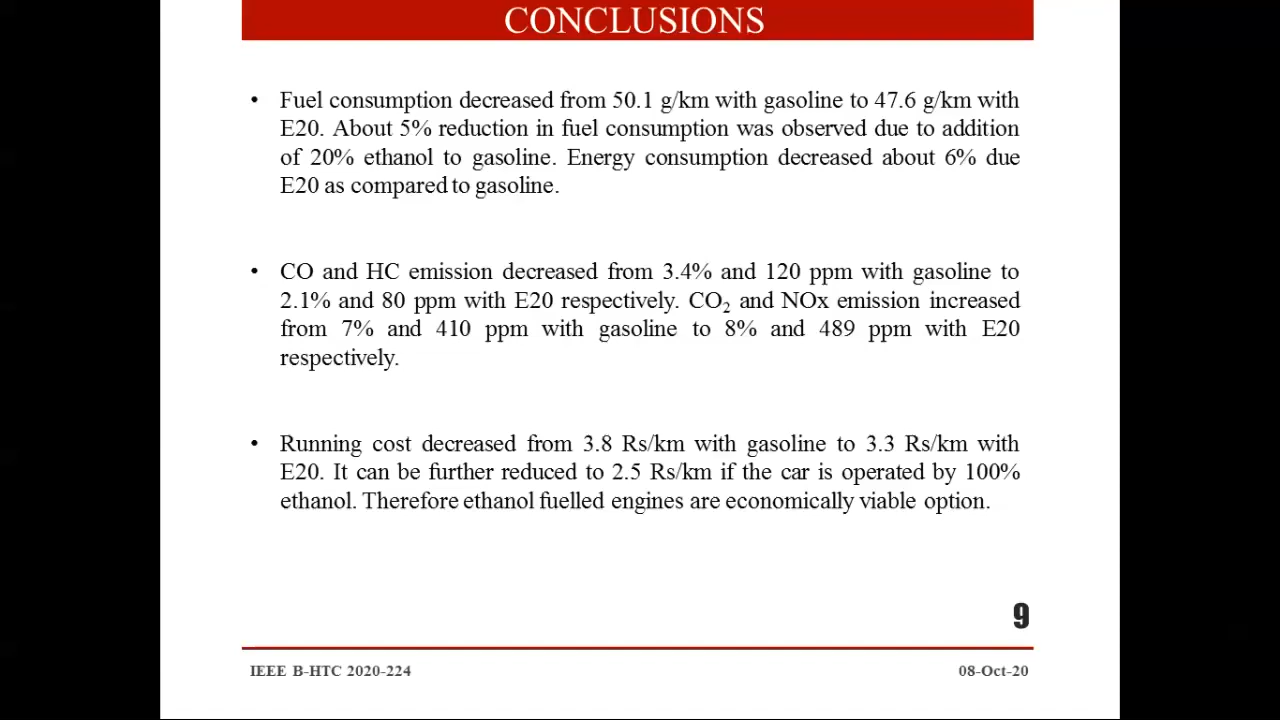 CONCLUSIONS
• Fuel consumption decreased from 50.1 g/km with gasoline to 47.6 g/km with
E20. About 5% reduction in fuel consumption was observed due to addition
of 20% ethanol to gasoline. Energy consumption decreased about 6% due
E20 as compared to gasoline.
• CO and HC emission decreased from 3.4% and 120 ppm with gasoline to
2.1% and 80 ppm with E20 respectively. CO₂ and NOx emission increased
from 7% and 410 ppm with gasoline to 8% and 489 ppm with E20
respectively.
• Running cost decreased from 3.8 Rs/km with gasoline to 3.3 Rs/km with
E20. It can be further reduced to 2.5 Rs/km if the car is operated by 100%
ethanol. Therefore ethanol fuelled engines are economically viable option.
9
IEEE B-HTC 2020-224
08-Oct-20